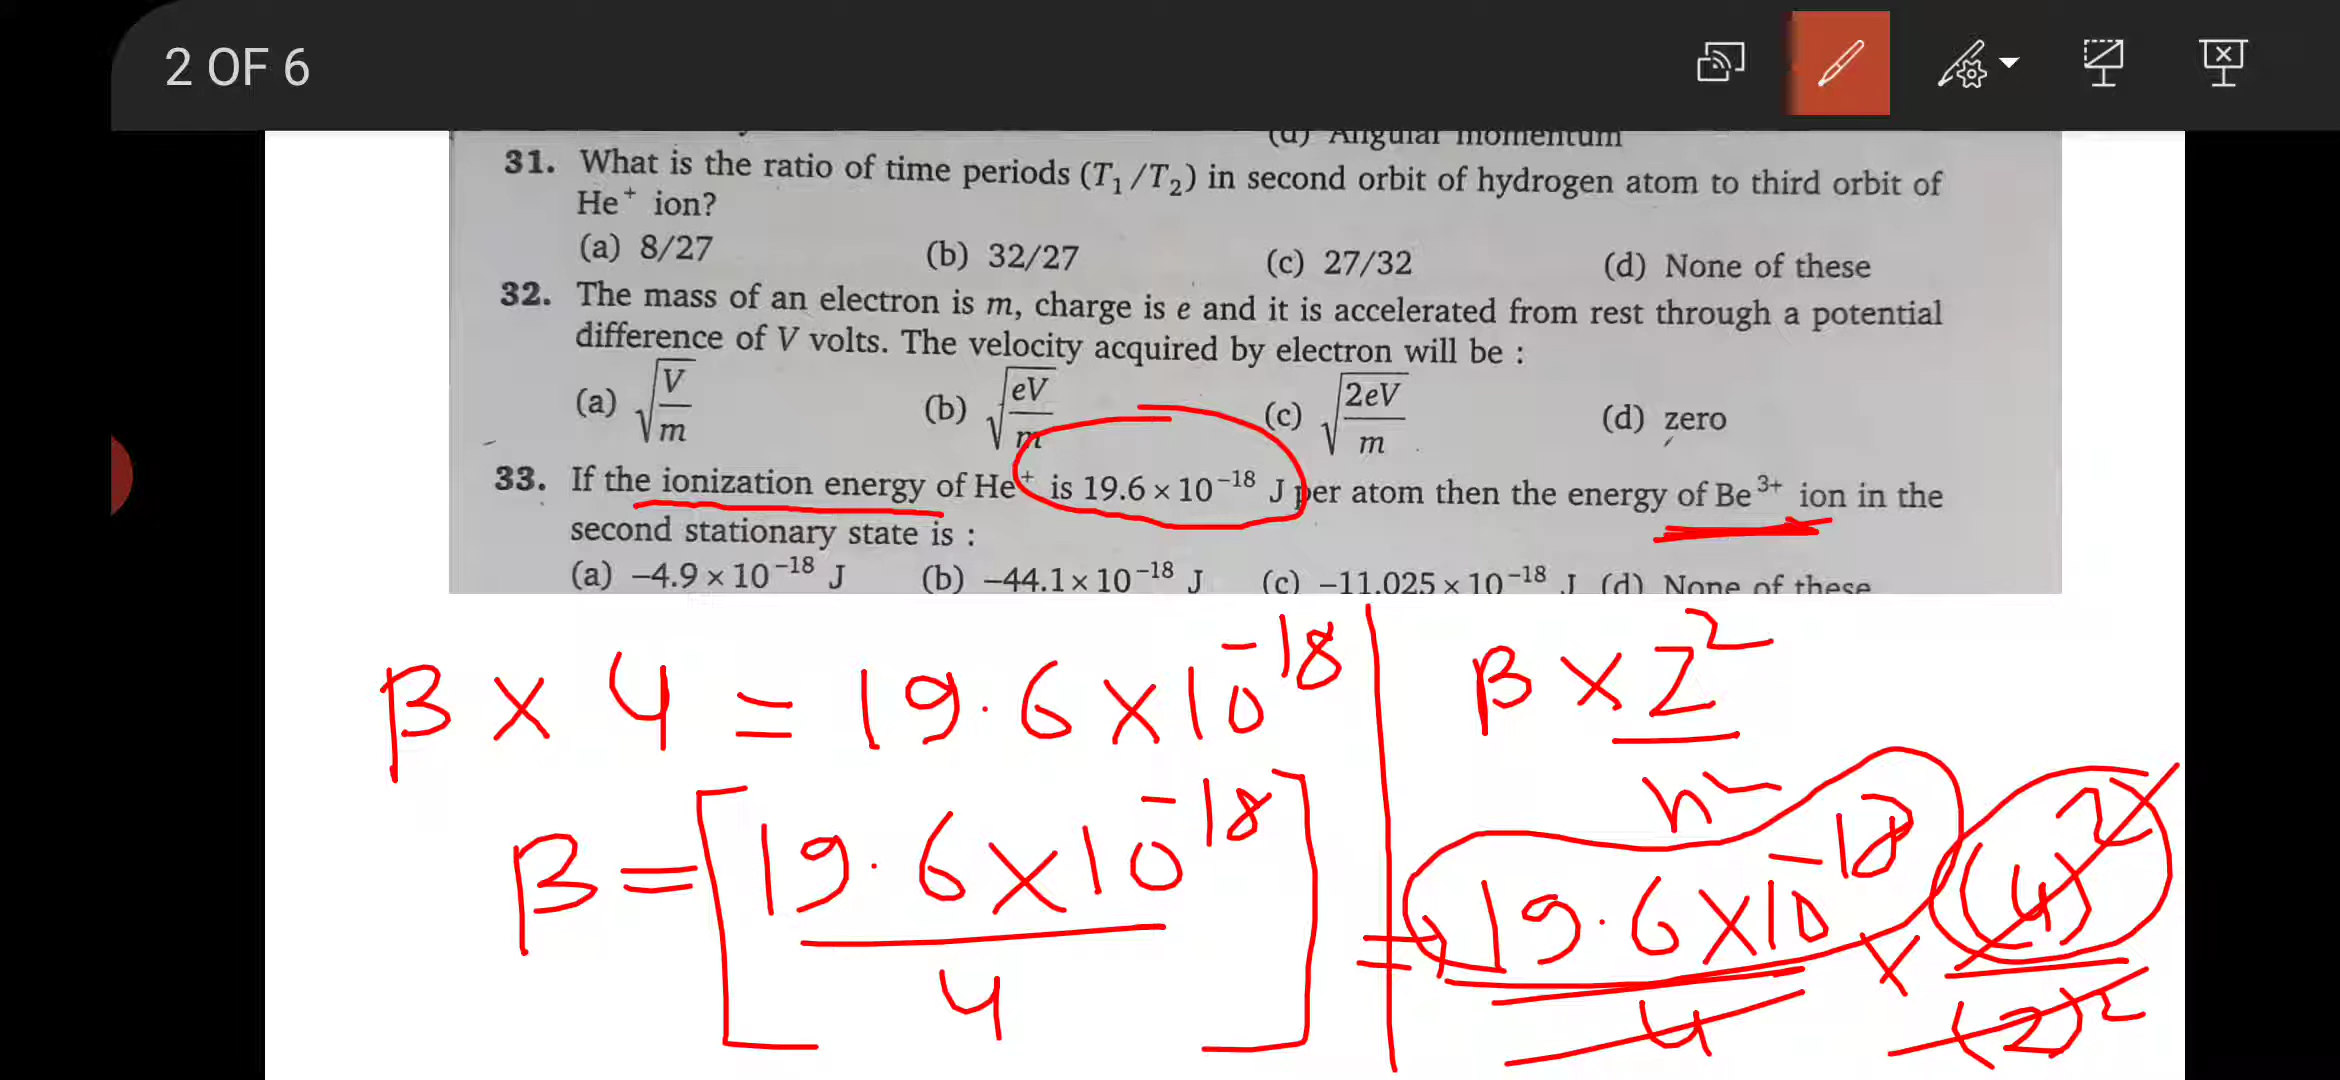 2 OF 6
(d) Angular momentum
31. What is the ratio of time periods (T₁/T₂) in second orbit of hydrogen atom to third orbit of
He⁺ ion?
(a) 8/27 (b) 32/27 (c) 27/32 (d) None of these
32. The mass of an electron is m, charge is e and it is accelerated from rest through a potential
difference of V volts. The velocity acquired by electron will be :
(a) √(V/m) (b) √(eV/m) (c) √(2eV/m) (d) zero
33. If the ionization energy of He⁺ is 19.6 × 10⁻¹⁸ J per atom then the energy of Be³⁺ ion in the
second stationary state is :
(a) −4.9 × 10⁻¹⁸ J (b) −44.1 × 10⁻¹⁸ J (c) −11.025 × 10⁻¹⁸ J (d) None of these
β × 4 = 19.6 × 10⁻¹⁸
β = [19.6 × 10⁻¹⁸ / 4]
β × Z² / n²
= 19.6 × 10⁻¹⁸ / 4 × (4)² / (2)²